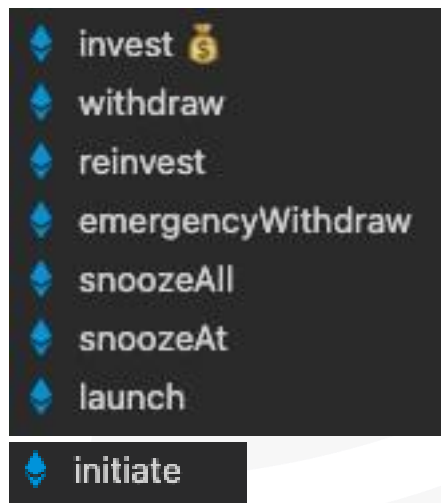 invest 💰
withdraw
reinvest
emergencyWithdraw
snoozeAll
snoozeAt
launch
initiate